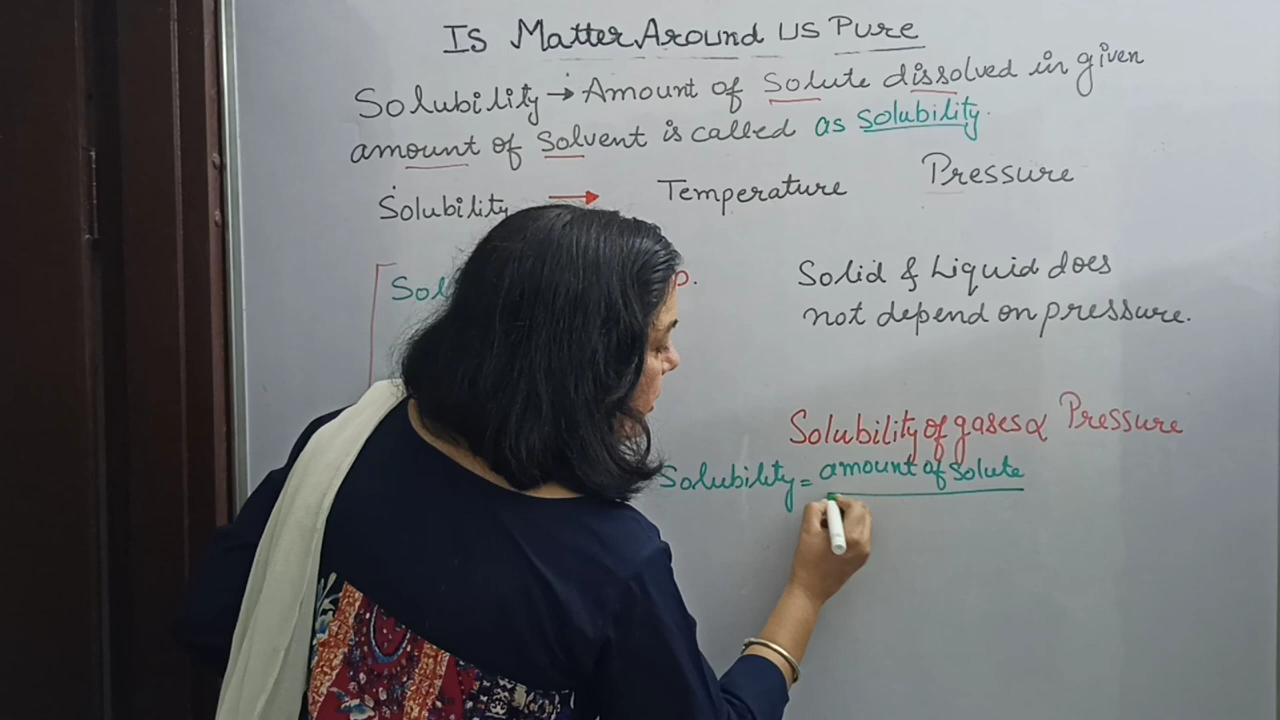 Is Matter Around us Pure
Solubility → Amount of Solute dissolved in given
amount of Solvent is called as solubility.
Solubility → Temperature Pressure
Solid & Liquid does
not depend on pressure.
Solubility of gases ∝ Pressure
Solubility = amount of solute